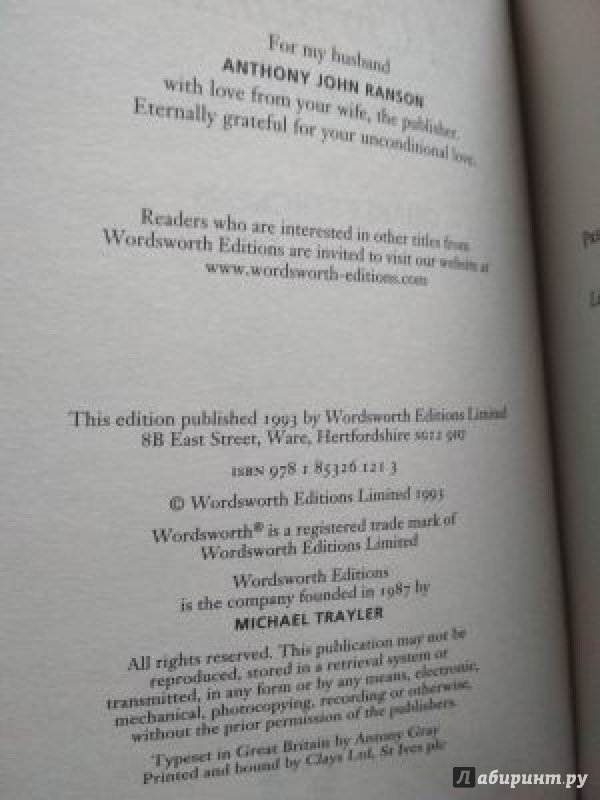 For my husband
ANTHONY JOHN RANSON
with love from your wife, the publisher.
Eternally grateful for your unconditional love.
Readers who are interested in other titles from
Wordsworth Editions are invited to visit our website at
www.wordsworth-editions.com
This edition published 1993 by Wordsworth Editions Limited
8B East Street, Ware, Hertfordshire SG12 9HJ
ISBN 978 1 85326 121 3
© Wordsworth Editions Limited 1993
Wordsworth® is a registered trade mark of
Wordsworth Editions Limited
Wordsworth Editions
is the company founded in 1987 by
MICHAEL TRAYLER
All rights reserved. This publication may not be
reproduced, stored in a retrieval system or
transmitted, in any form or by any means, electronic,
mechanical, photocopying, recording or otherwise,
without the prior permission of the publishers.
Typeset in Great Britain by Antony Gray
Printed and bound by Clays Ltd, St Ives plc
Лабиринт.ру